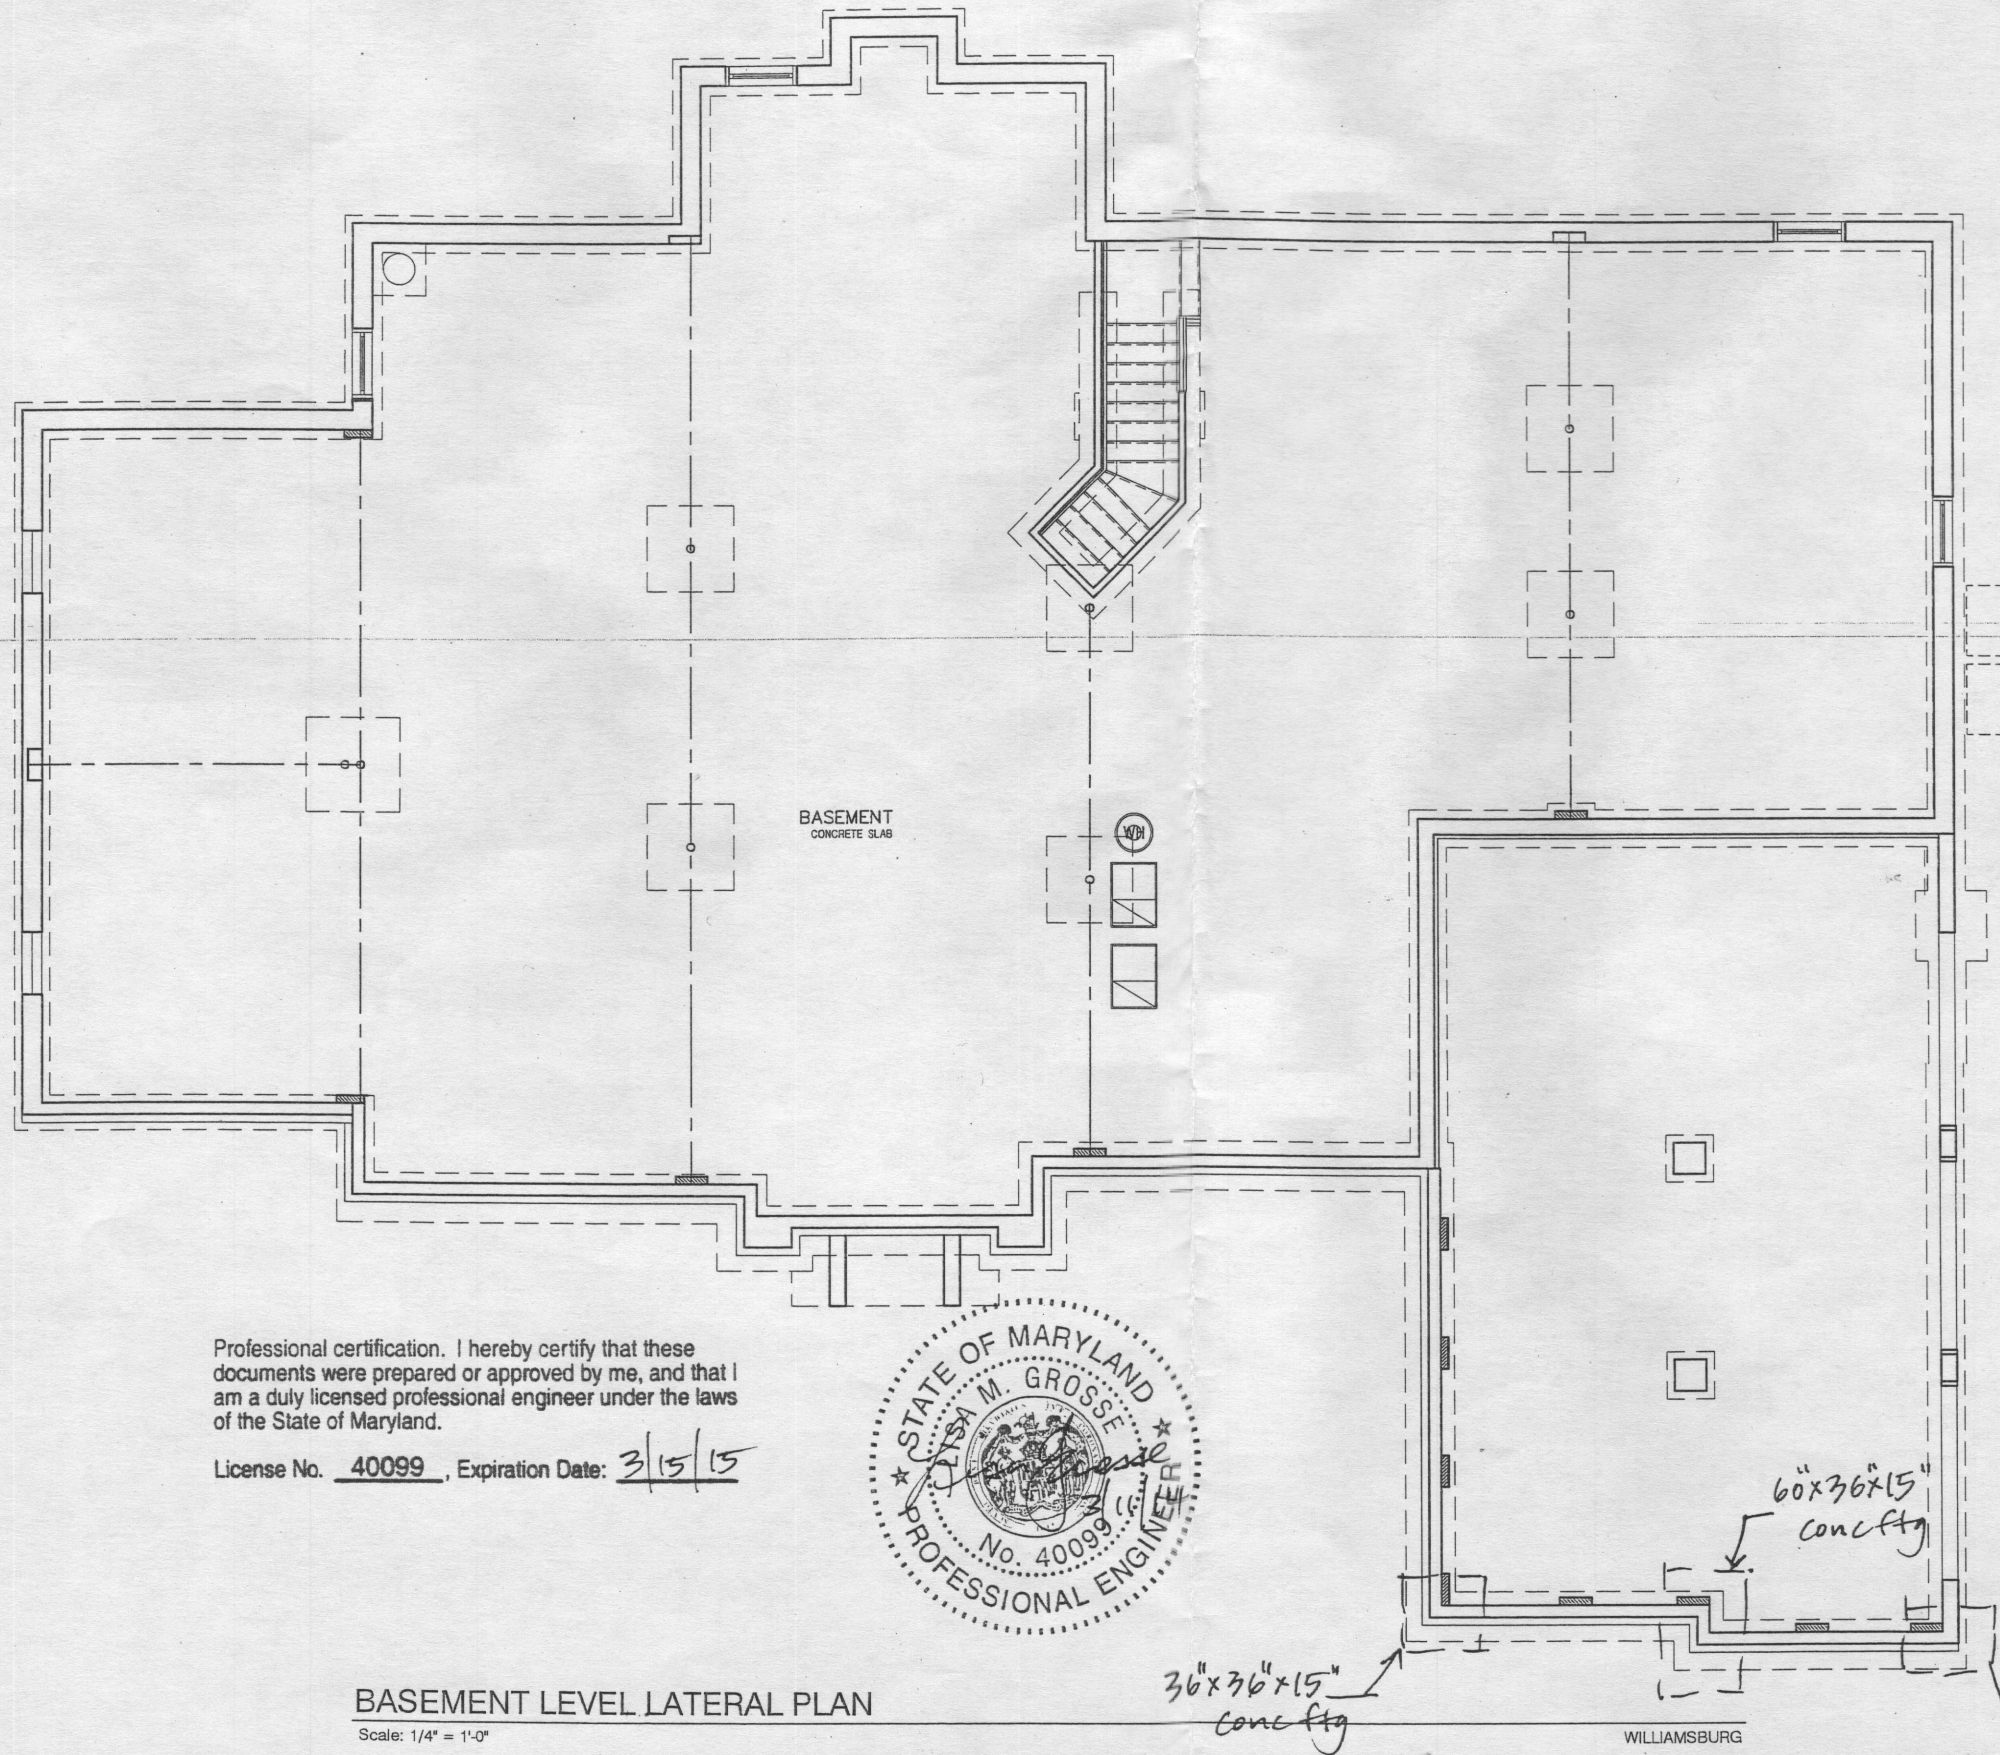 BASEMENT
CONCRETE SLAB
WH
Professional certification. I hereby certify that these
documents were prepared or approved by me, and that I
am a duly licensed professional engineer under the laws
of the State of Maryland.
License No. 40099, Expiration Date: 3/15/15
STATE OF MARYLAND
LISA M. GROSSE
No. 40099
PROFESSIONAL ENGINEER
60"x36"x15"
conc ftg
36"x36"x15"
conc ftg
BASEMENT LEVEL LATERAL PLAN
Scale: 1/4" = 1'-0"
WILLIAMSBURG